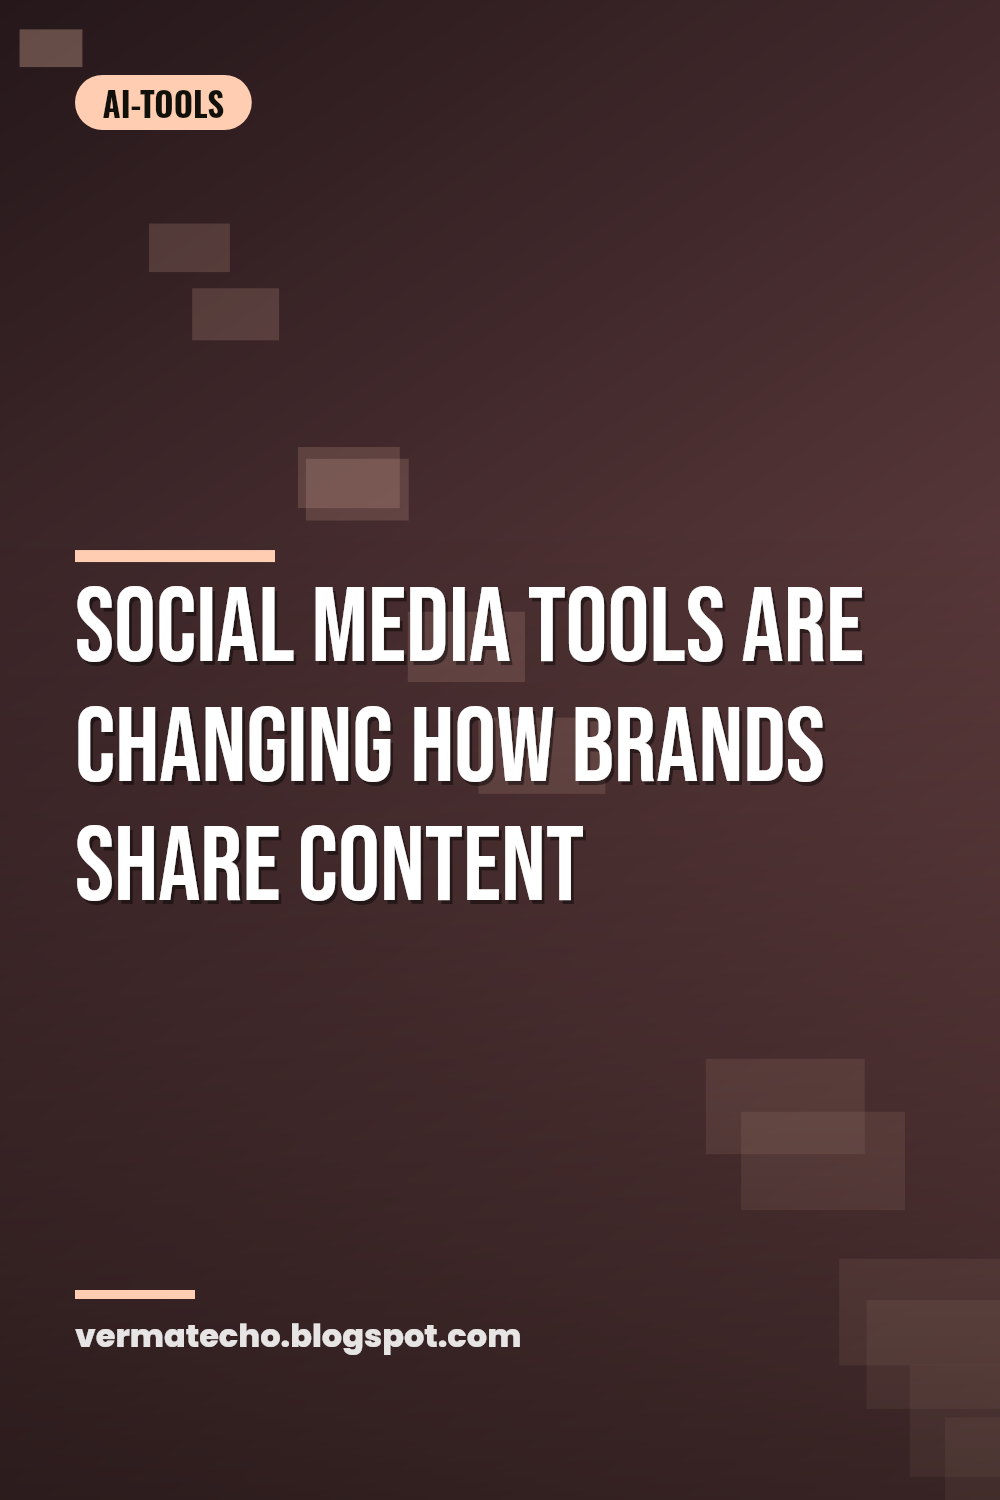 AI-TOOLS
SOCIAL MEDIA TOOLS ARE
CHANGING HOW BRANDS
SHARE CONTENT
vermatecho.blogspot.com